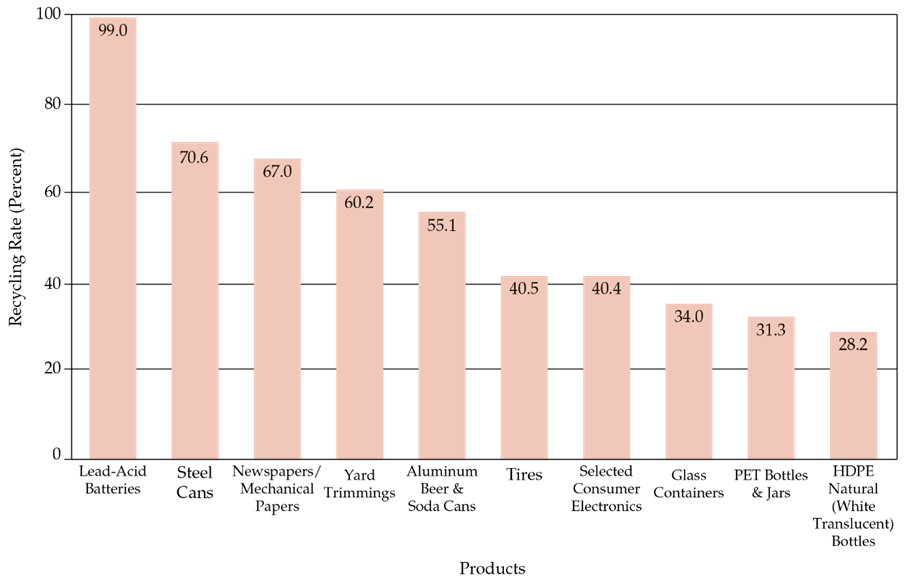 100
80
60
40
20
0
Recycling Rate (Percent)
99.0
70.6
67.0
60.2
55.1
40.5
40.4
34.0
31.3
28.2
Lead-Acid
Batteries
Steel
Cans
Newspapers/
Mechanical
Papers
Yard
Trimmings
Aluminum
Beer &
Soda Cans
Tires
Selected
Consumer
Electronics
Glass
Containers
PET Bottles
& Jars
HDPE
Natural
(White
Translucent)
Bottles
Products